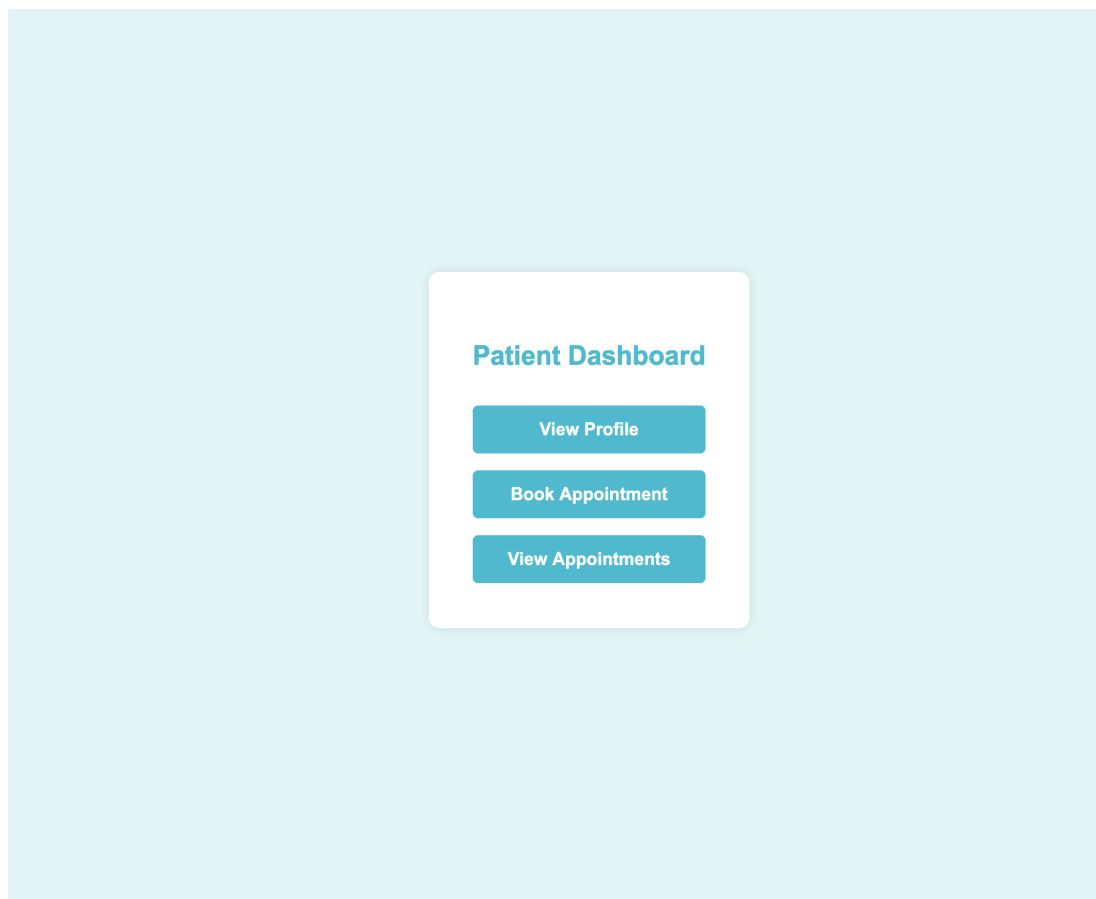 Patient Dashboard
View Profile
Book Appointment
View Appointments